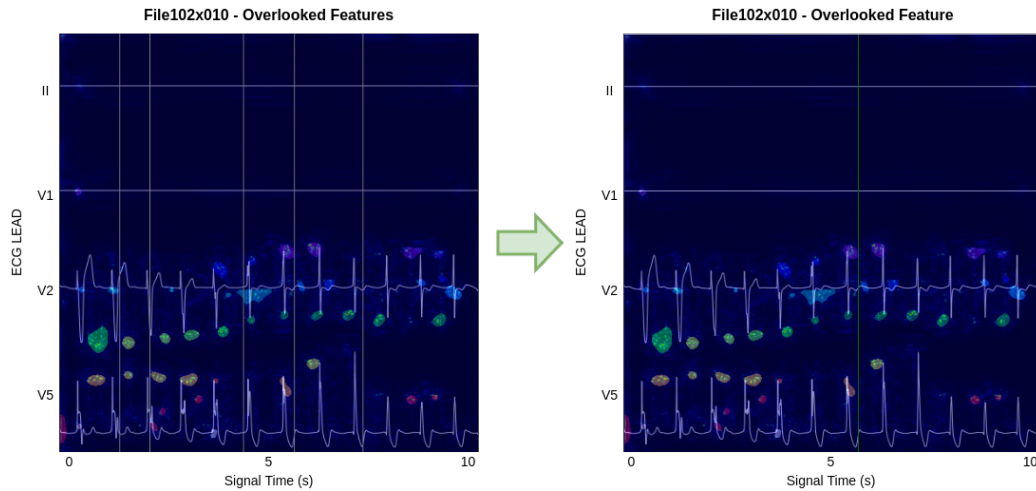 File102x010 - Overlooked Features
II
V1
V2
V5
ECG LEAD
0 5 10
Signal Time (s)
File102x010 - Overlooked Feature
II
V1
V2
V5
ECG LEAD
0 5 10
Signal Time (s)